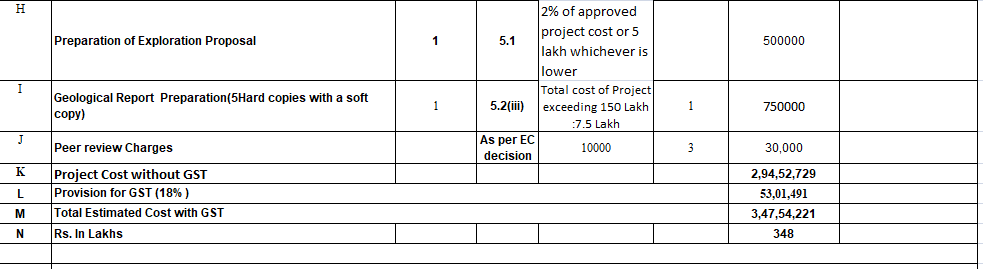 H
2% of approved
project cost or 5
lakh whichever is
lower
Preparation of Exploration Proposal 1 5.1 500000
I
Total cost of Project
exceeding 150 Lakh
:7.5 Lakh
Geological Report  Preparation(5Hard copies with a soft
copy)
1 5.2(iii) 1 750000
J
Peer review Charges
As per EC
decision
10000 3 30,000
K Project Cost without GST 2,94,52,729
L Provision for GST (18% ) 53,01,491
M Total Estimated Cost with GST 3,47,54,221
N Rs. In Lakhs 348